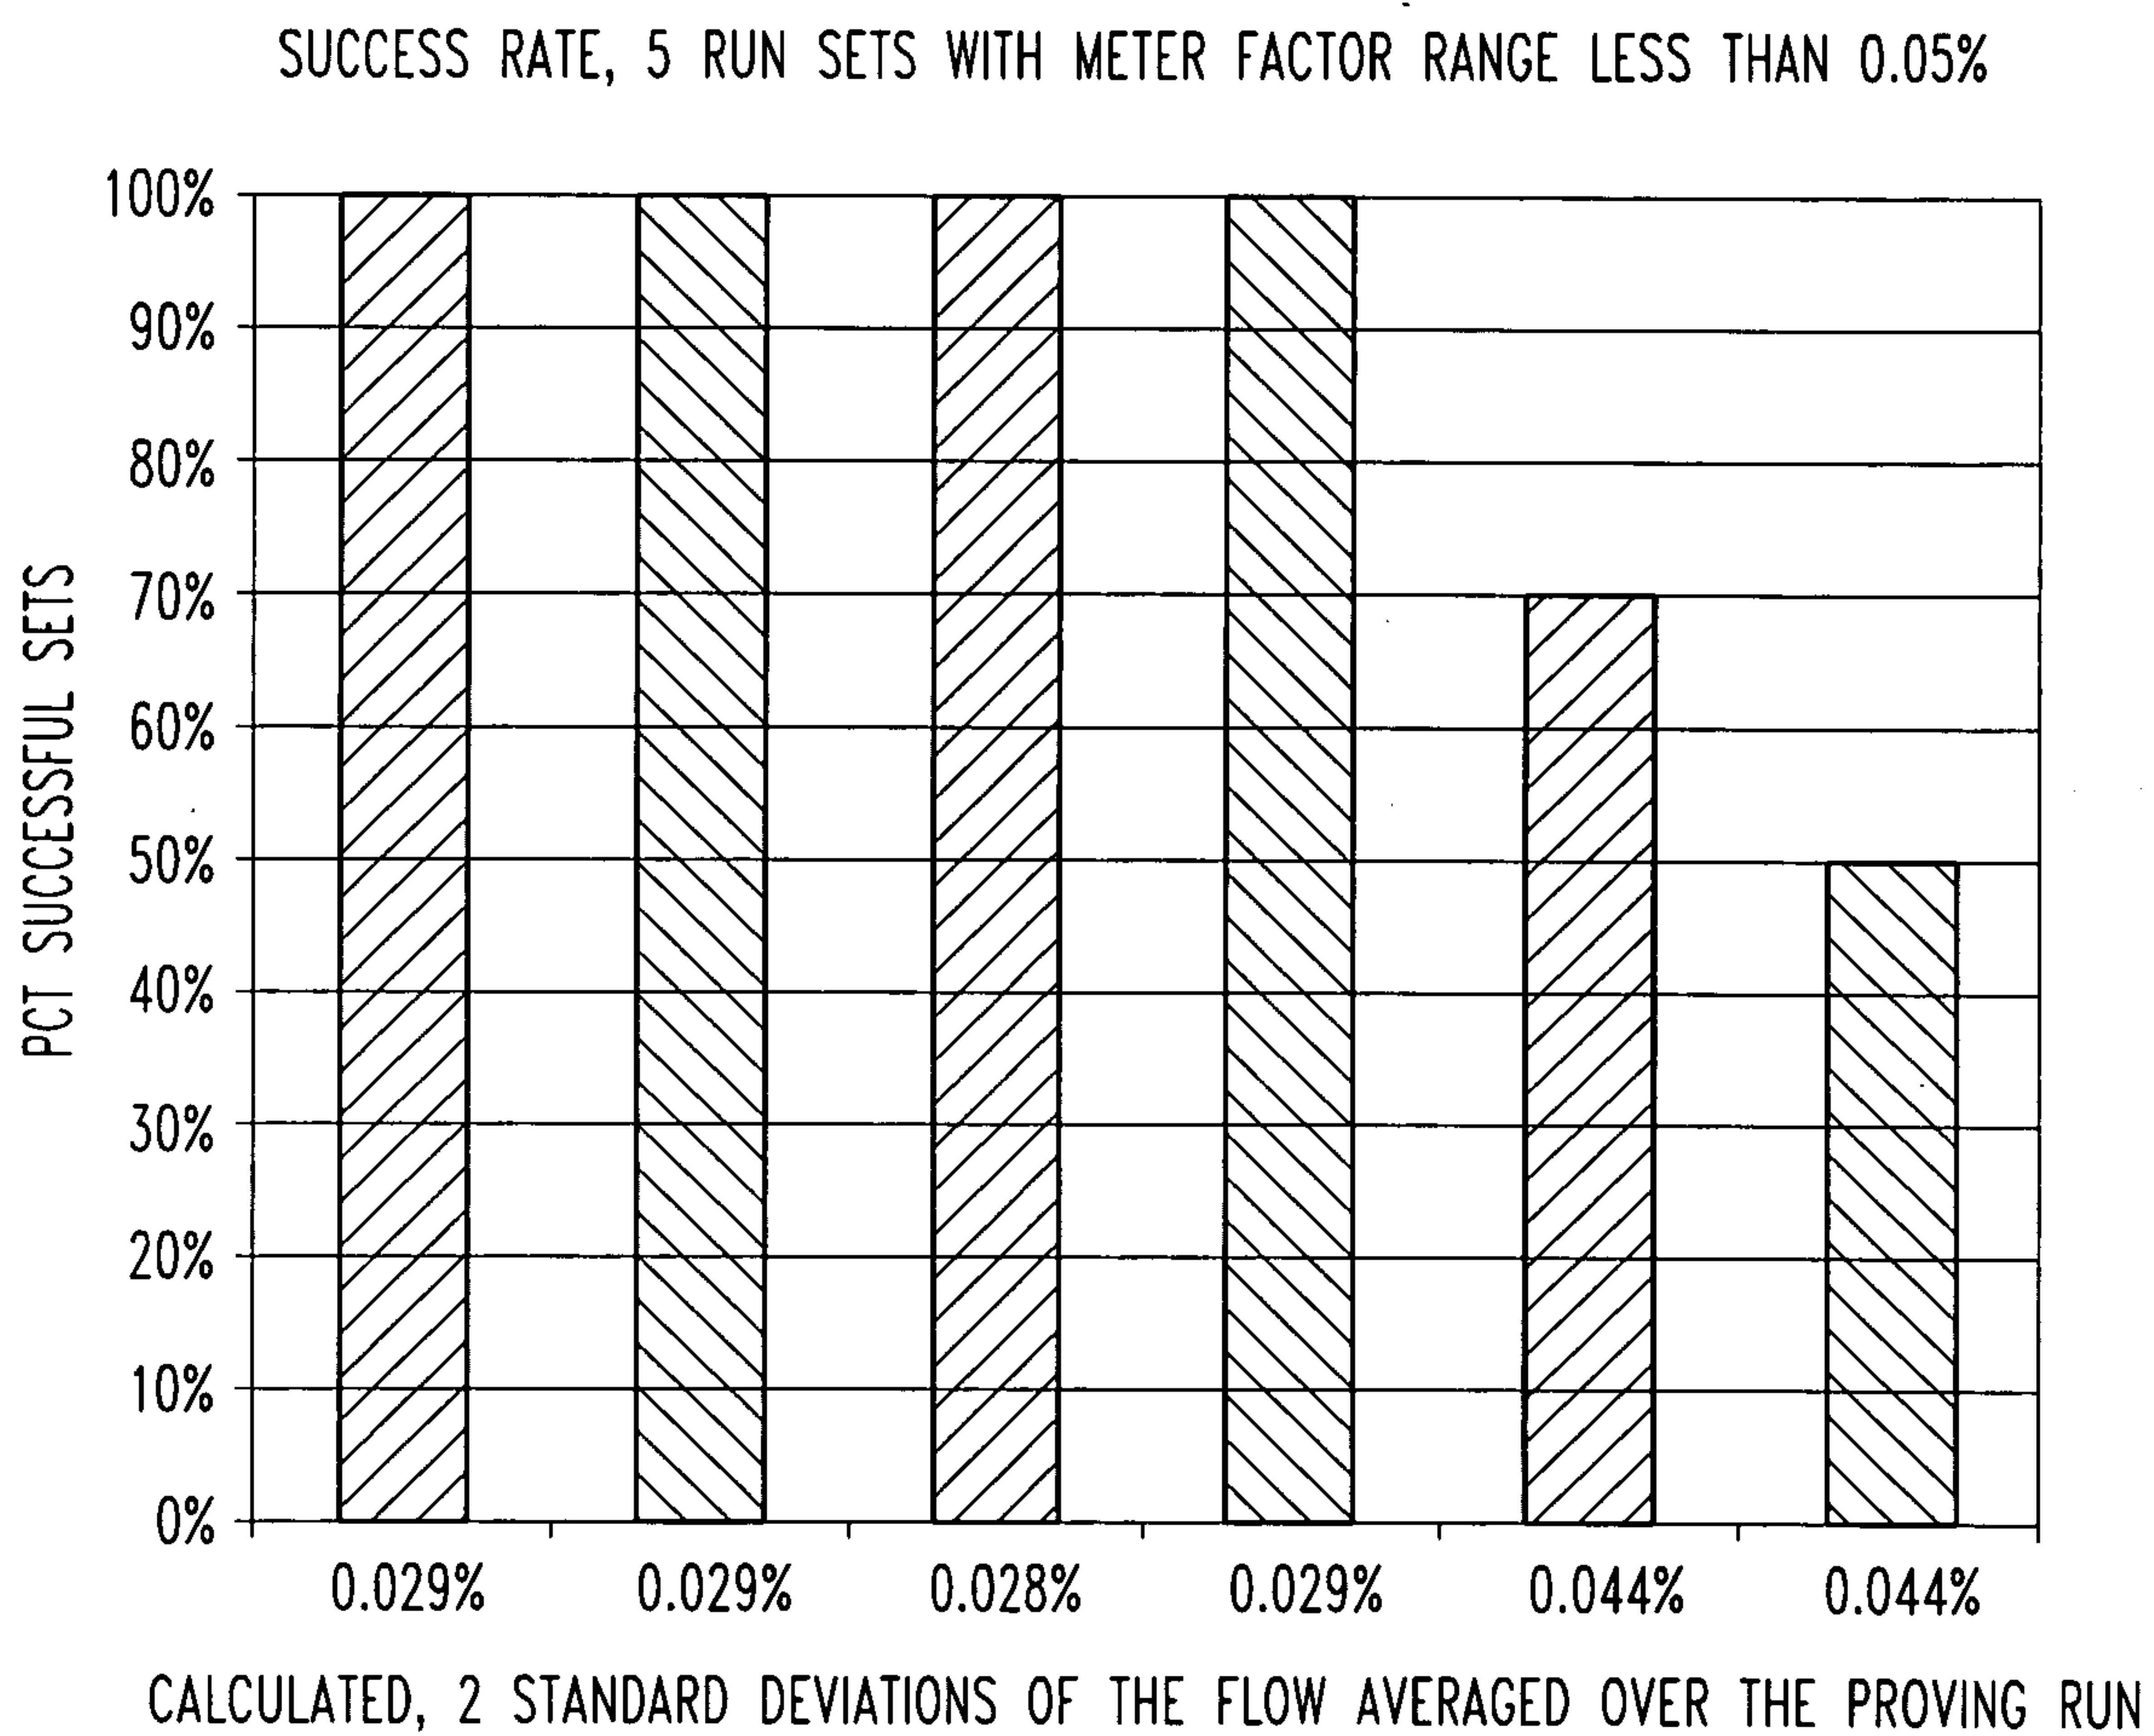 SUCCESS RATE, 5 RUN SETS WITH METER FACTOR RANGE LESS THAN 0.05%
100%
90%
80%
70%
60%
50%
40%
30%
20%
10%
0%
PCT SUCCESSFUL SETS
0.029% 0.029% 0.028% 0.029% 0.044% 0.044%
CALCULATED, 2 STANDARD DEVIATIONS OF THE FLOW AVERAGED OVER THE PROVING RUN